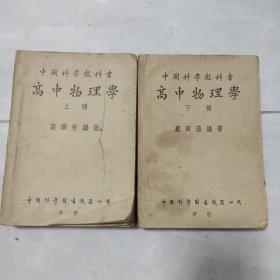 中國科學教科書
高中物理學
上冊
嚴濟慈編著
中國科學圖書儀器公司
印行
中國科學教科書
高中物理學
下冊
嚴濟慈編著
中國科學圖書儀器公司
印行